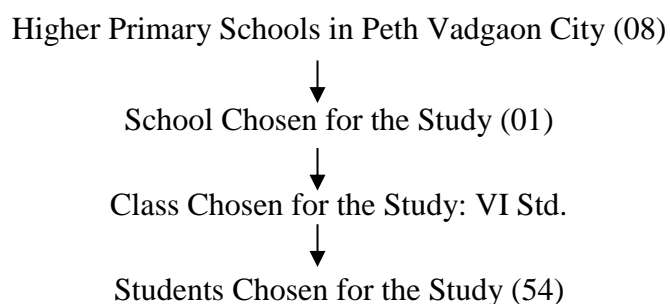 Higher Primary Schools in Peth Vadgaon City (08)
School Chosen for the Study (01)
Class Chosen for the Study: VI Std.
Students Chosen for the Study (54)